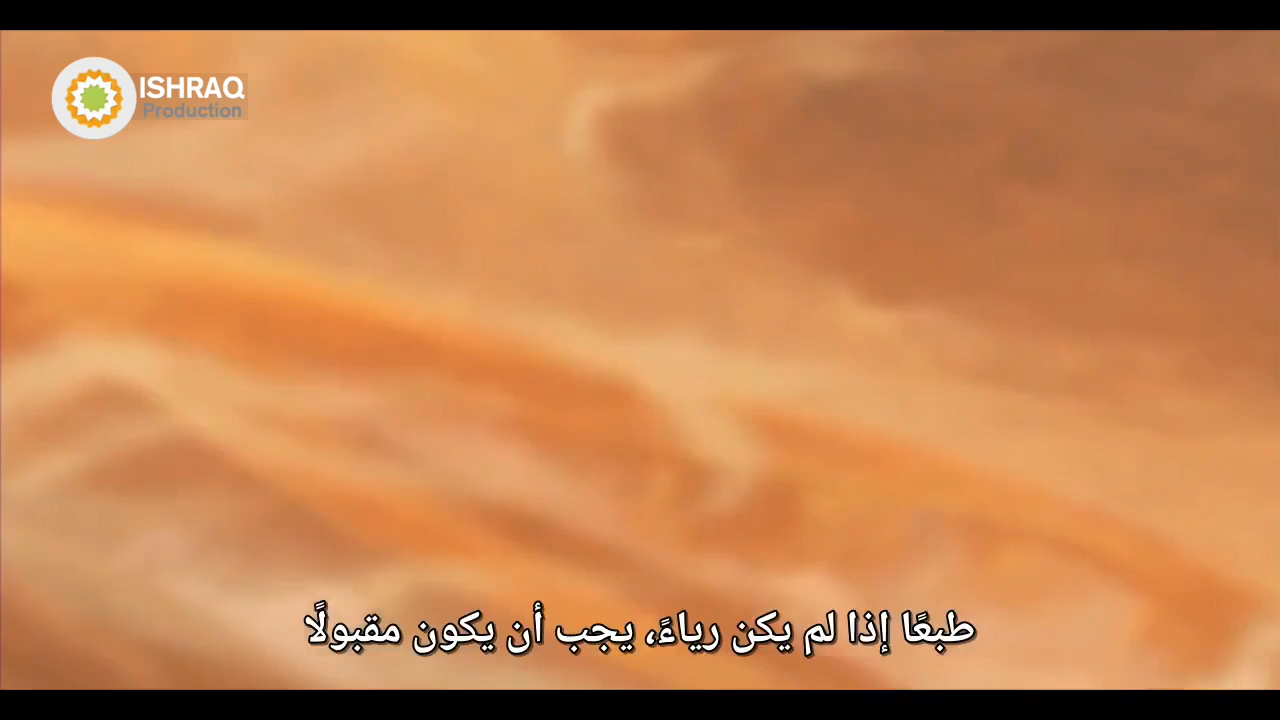 ISHRAQ
Production
طبعًا إذا لم يكن رياءً، يجب أن يكون مقبولًا